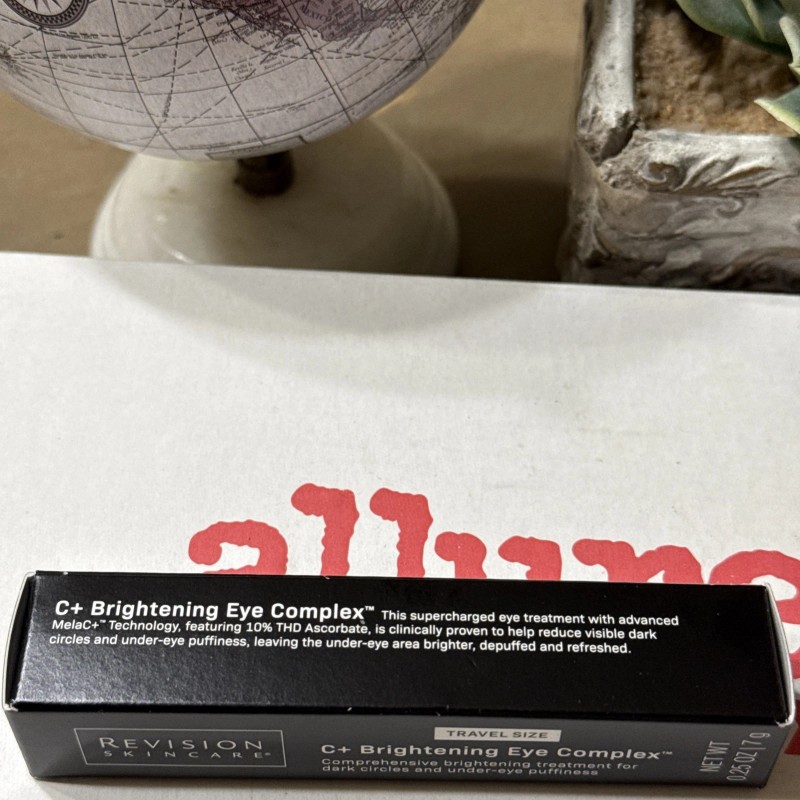 allure
C+ Brightening Eye Complex™ This supercharged eye treatment with advanced
MelaC+™ Technology, featuring 10% THD Ascorbate, is clinically proven to help reduce visible dark
circles and under-eye puffiness, leaving the under-eye area brighter, depuffed and refreshed.
REVISION
SKINCARE®
TRAVEL SIZE
C+ Brightening Eye Complex™
Comprehensive brightening treatment for
dark circles and under-eye puffiness
NET WT
0.25 OZ | 7 g